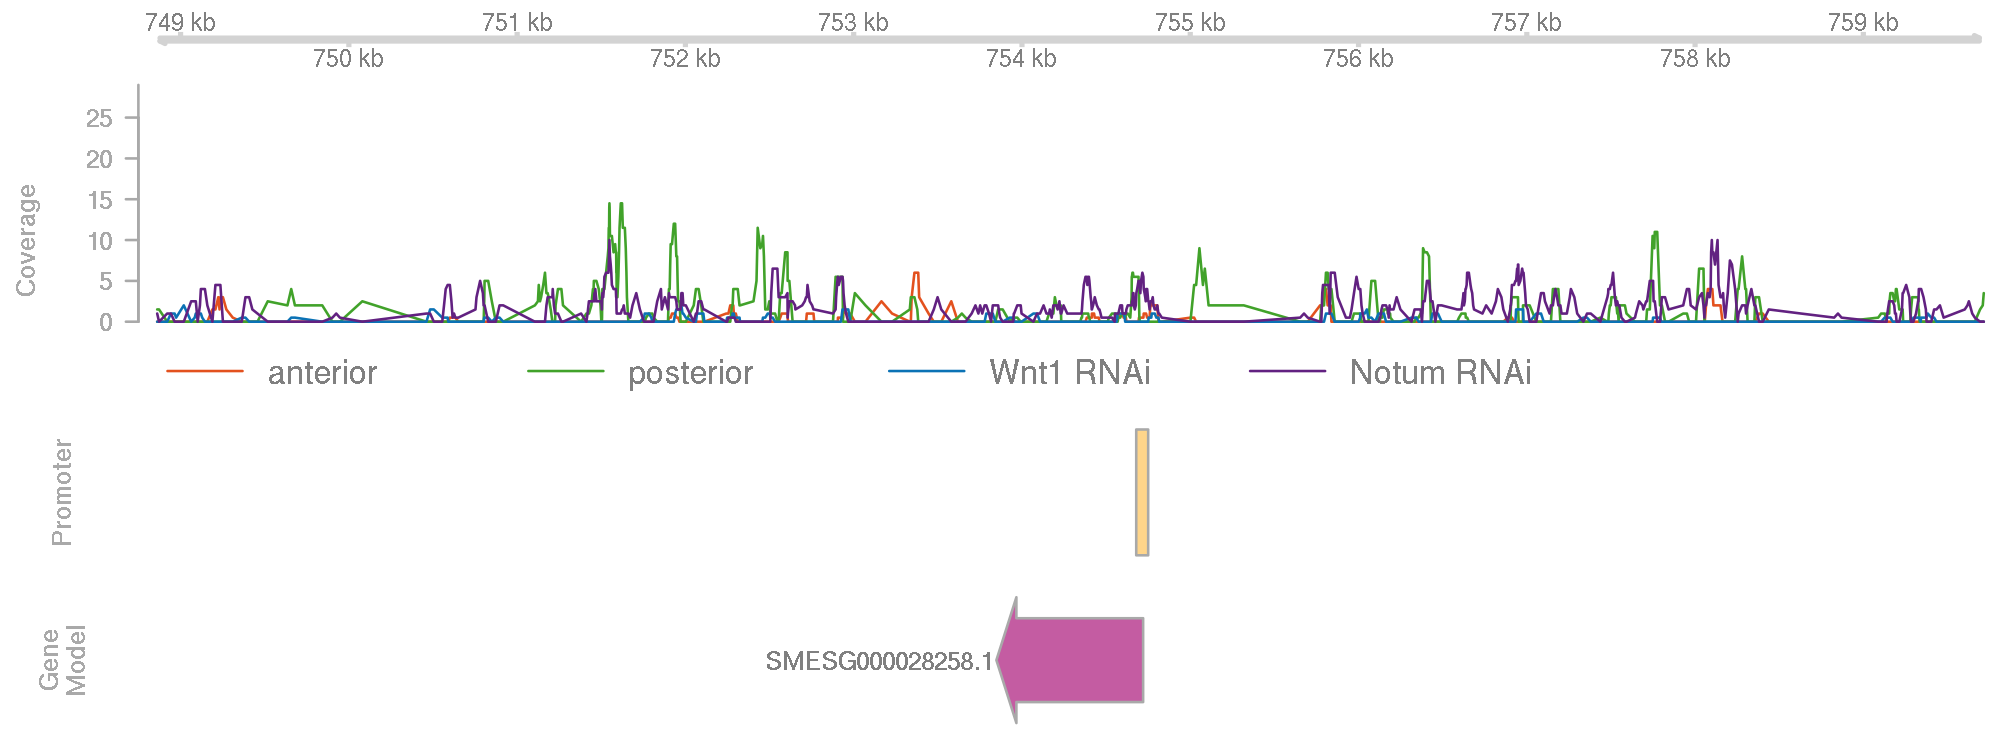 749 kb 751 kb 753 kb 755 kb 757 kb 759 kb
750 kb 752 kb 754 kb 756 kb 758 kb
25
20
15
10
5
0
Coverage
anterior posterior Wnt1 RNAi Notum RNAi
Promoter
Gene
Model
SMESG000028258.1